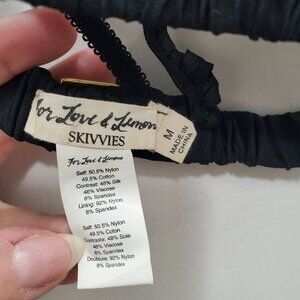 For Love & Lemons
SKIVVIES
M
MADE IN
CHINA
For Love & Lemons
Self: 50.5% Nylon
49.5% Cotton
Contrast: 48% Silk
46% Viscose
6% Spandex
Lining: 92% Nylon
8% Spandex
Self: 50.5% Nylon
49.5% Coton
Contraste: 48% Soie
46% Viscose
6% Spandex
Doublure: 92% Nylon
8% Spandex